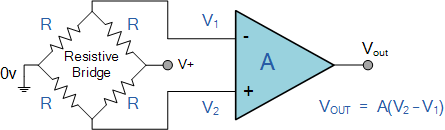 R R V1 -
Resistive
Bridge
0v V+ A Vout
R R V2 +
VOUT = A(V2 – V1)